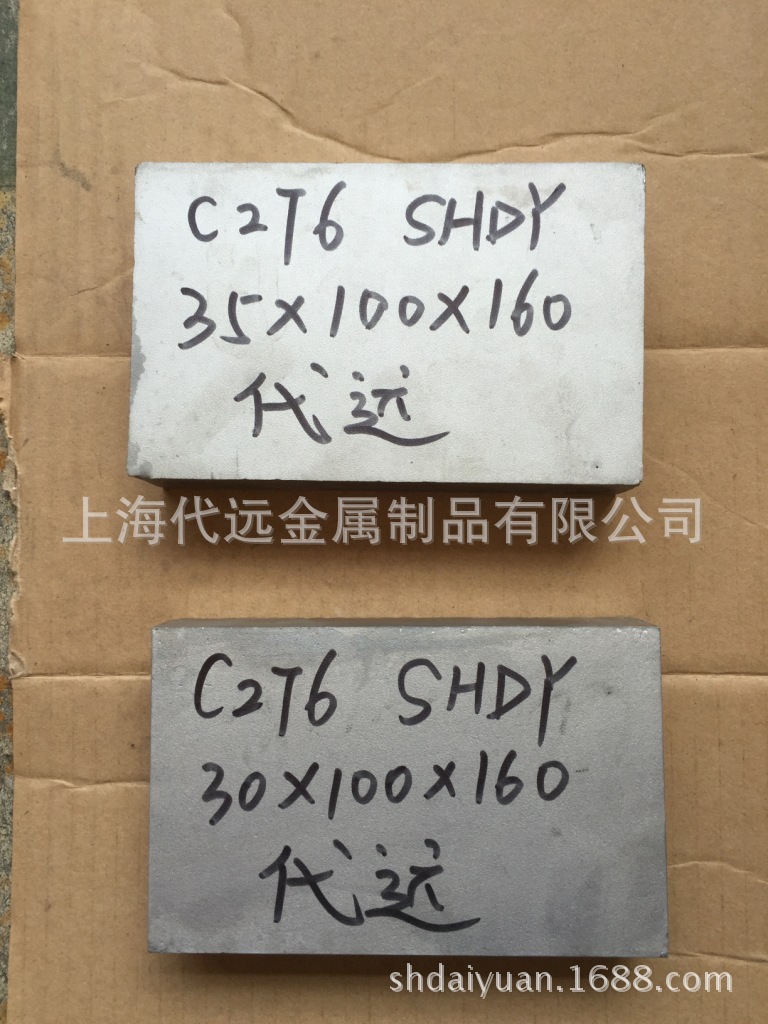 C2T6 SHDY
35×100×160
代远
上海代远金属制品有限公司
C2T6 SHDY
30×100×160
代远
shdaiyuan.1688.com